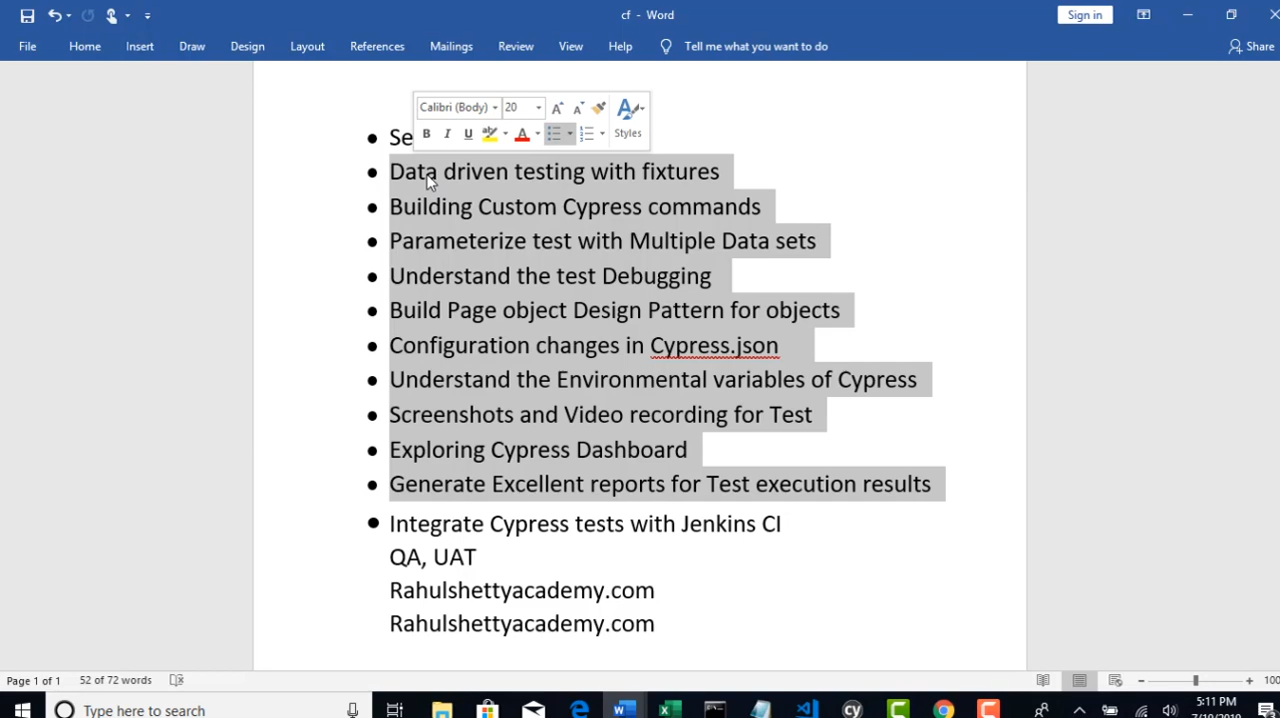 cf - Word
Sign in
File Home Insert Draw Design Layout References Mailings Review View Help Tell me what you want to do Share
Calibri (Body) 20
B I U Styles
Se
Data driven testing with fixtures
Building Custom Cypress commands
Parameterize test with Multiple Data sets
Understand the test Debugging
Build Page object Design Pattern for objects
Configuration changes in Cypress.json
Understand the Environmental variables of Cypress
Screenshots and Video recording for Test
Exploring Cypress Dashboard
Generate Excellent reports for Test execution results
Integrate Cypress tests with Jenkins CI
QA, UAT
Rahulshettyacademy.com
Rahulshettyacademy.com
Page 1 of 1 52 of 72 words 100
Type here to search
5:11 PM